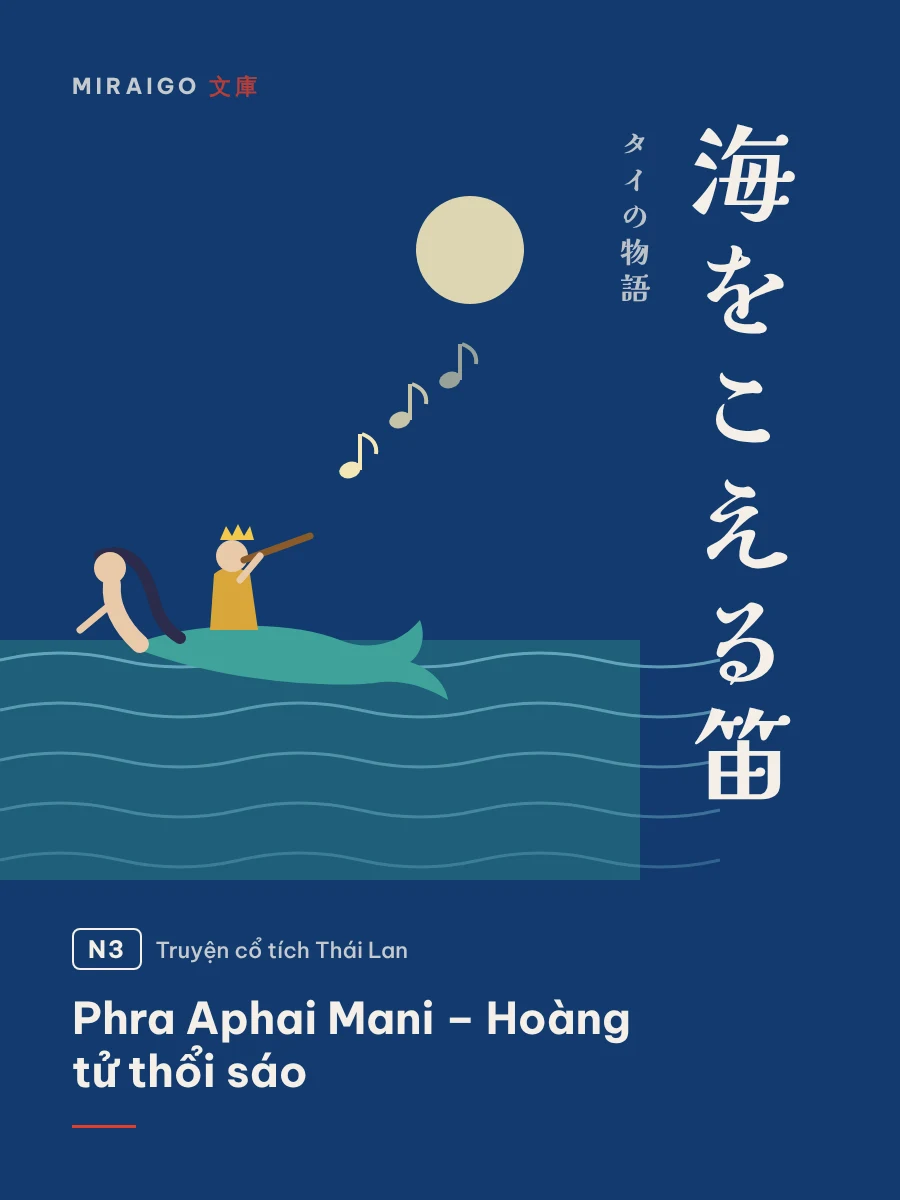 MIRAIGO 文庫
海をこえる笛
タイの物語
N3 Truyện cổ tích Thái Lan
Phra Aphai Mani – Hoàng
tử thổi sáo